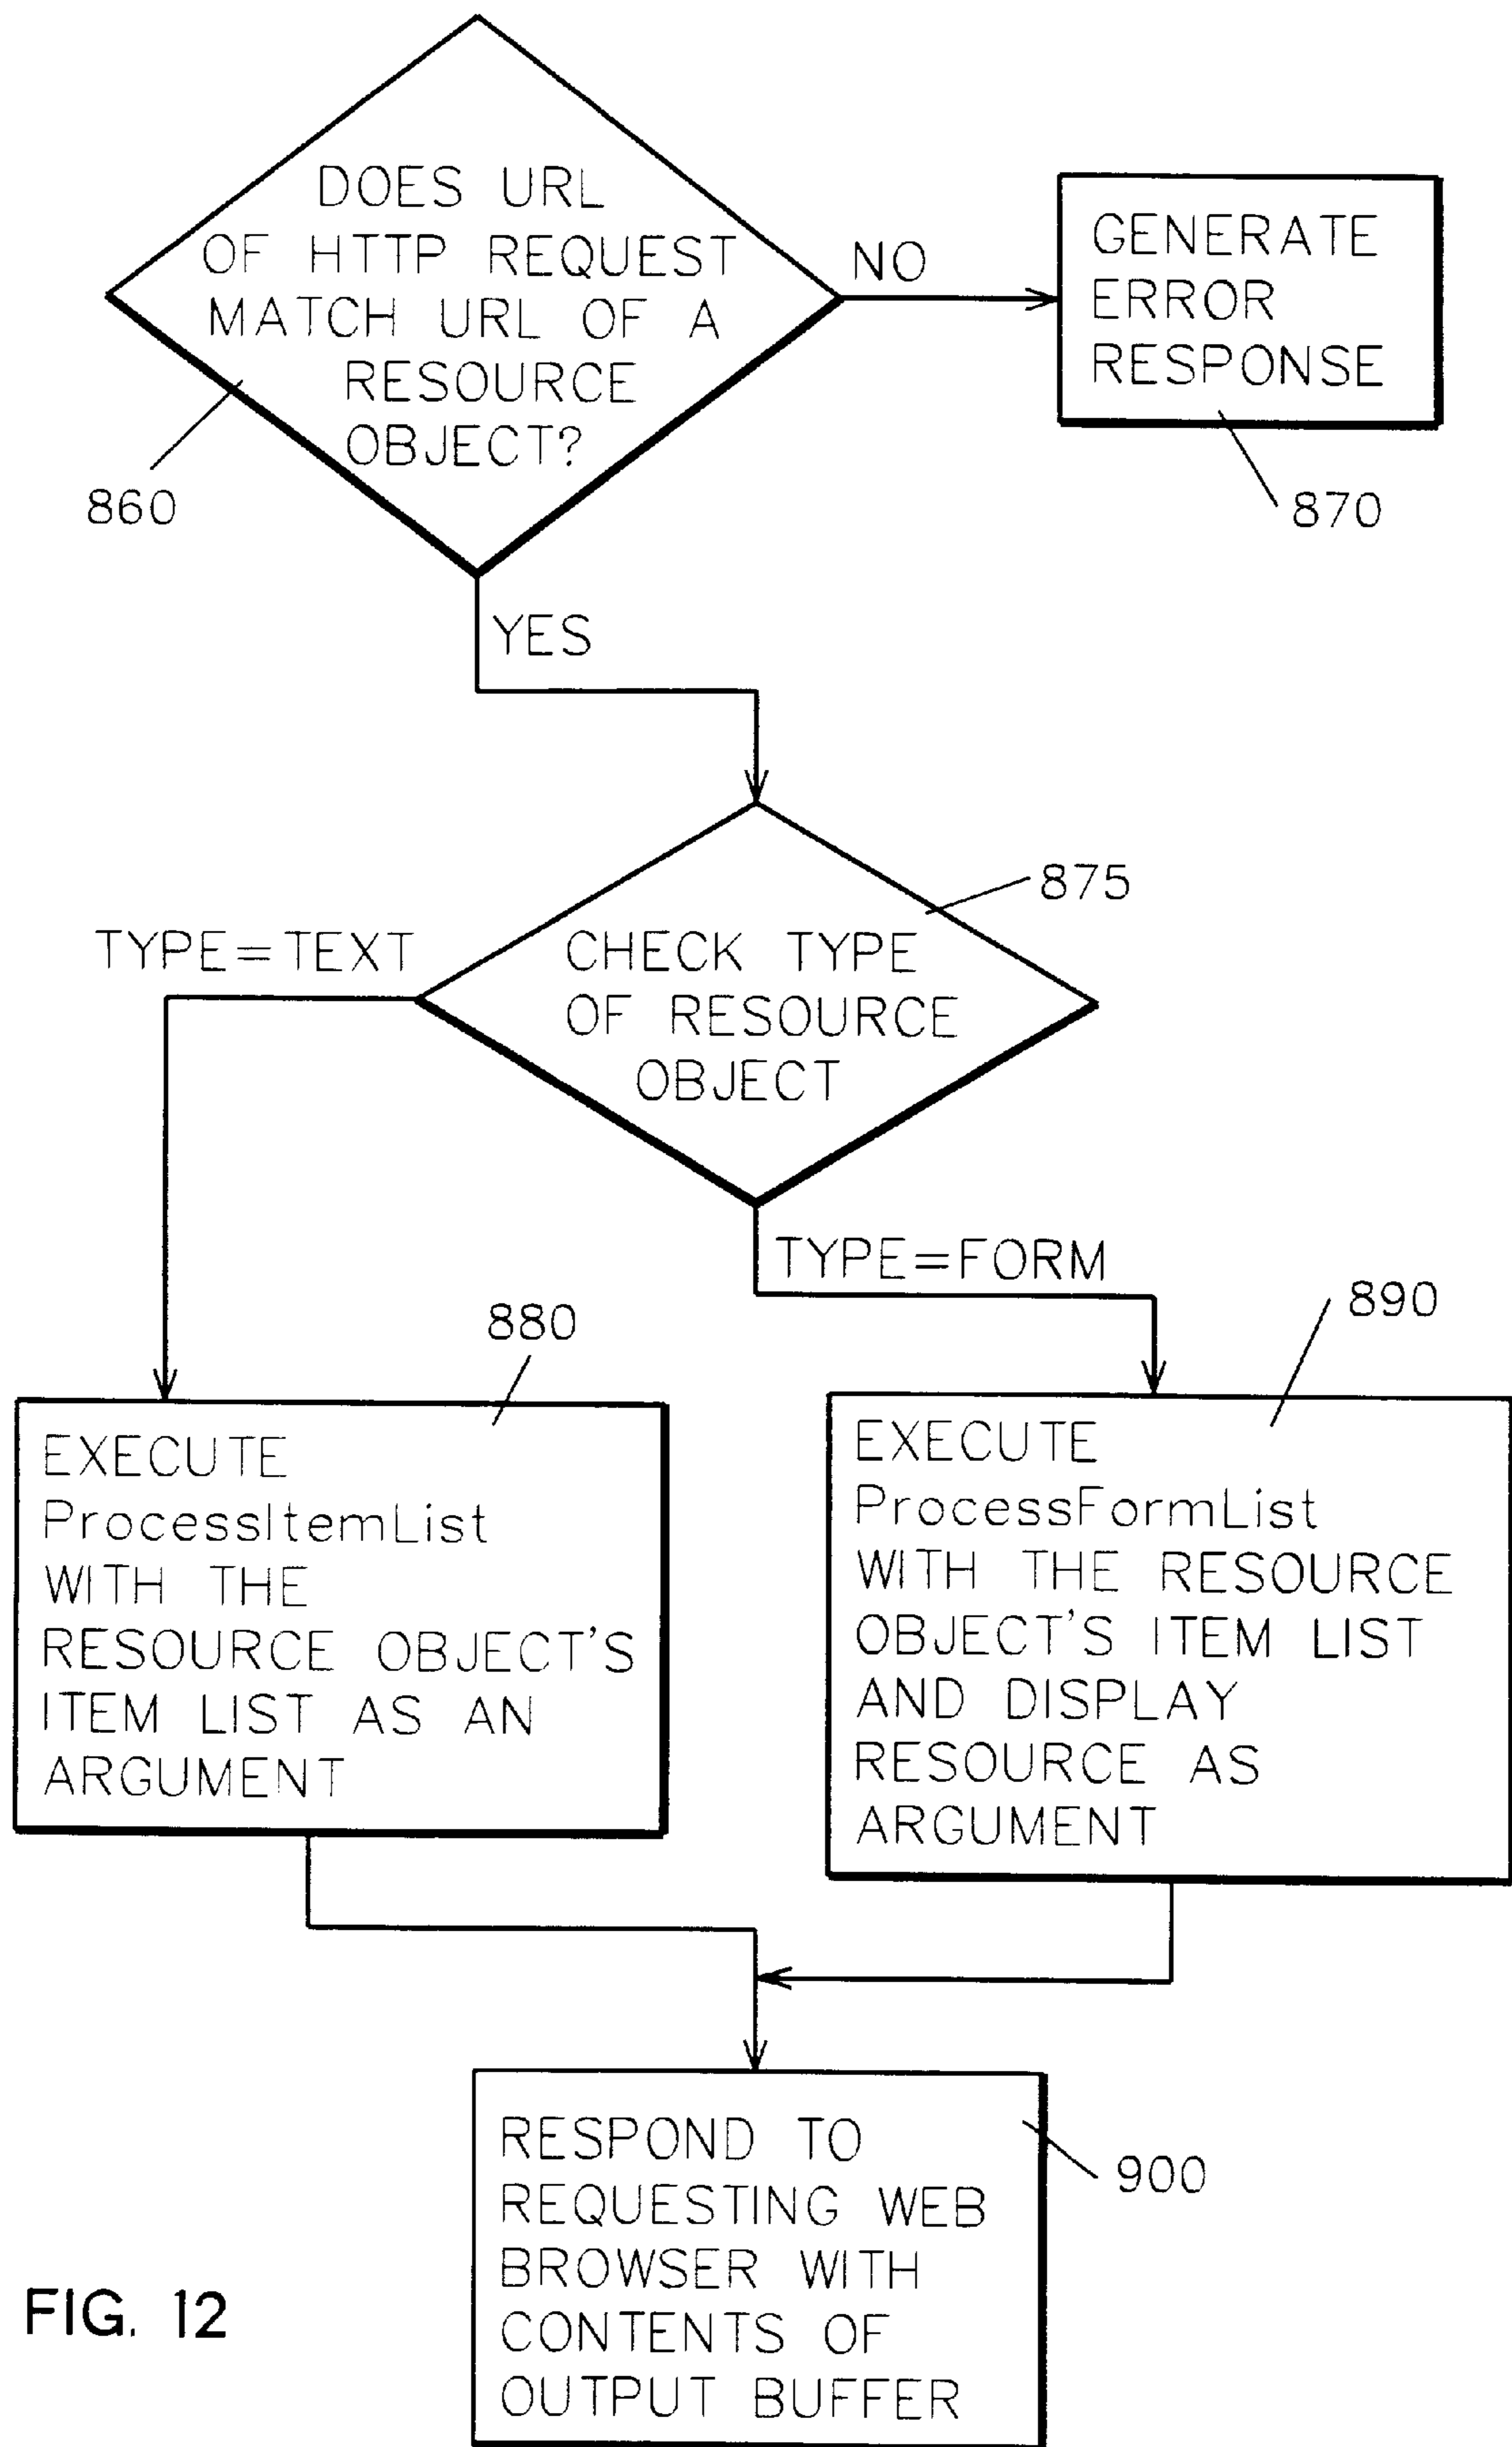 DOES URL
OF HTTP REQUEST
MATCH URL OF A
RESOURCE
OBJECT?
NO
GENERATE
ERROR
RESPONSE
860
870
YES
875
TYPE=TEXT
CHECK TYPE
OF RESOURCE
OBJECT
TYPE=FORM
880
890
EXECUTE
ProcessItemList
WITH THE
RESOURCE OBJECT'S
ITEM LIST AS AN
ARGUMENT
EXECUTE
ProcessFormList
WITH THE RESOURCE
OBJECT'S ITEM LIST
AND DISPLAY
RESOURCE AS
ARGUMENT
RESPOND TO
REQUESTING WEB
BROWSER WITH
CONTENTS OF
OUTPUT BUFFER
900
FIG. 12